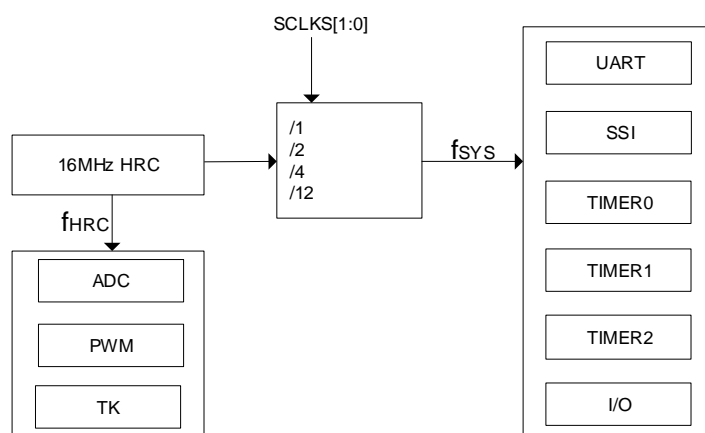 SCLKS[1:0]
16MHz HRC
/1
/2
/4
/12
fSYS
fHRC
ADC
PWM
TK
UART
SSI
TIMER0
TIMER1
TIMER2
I/O